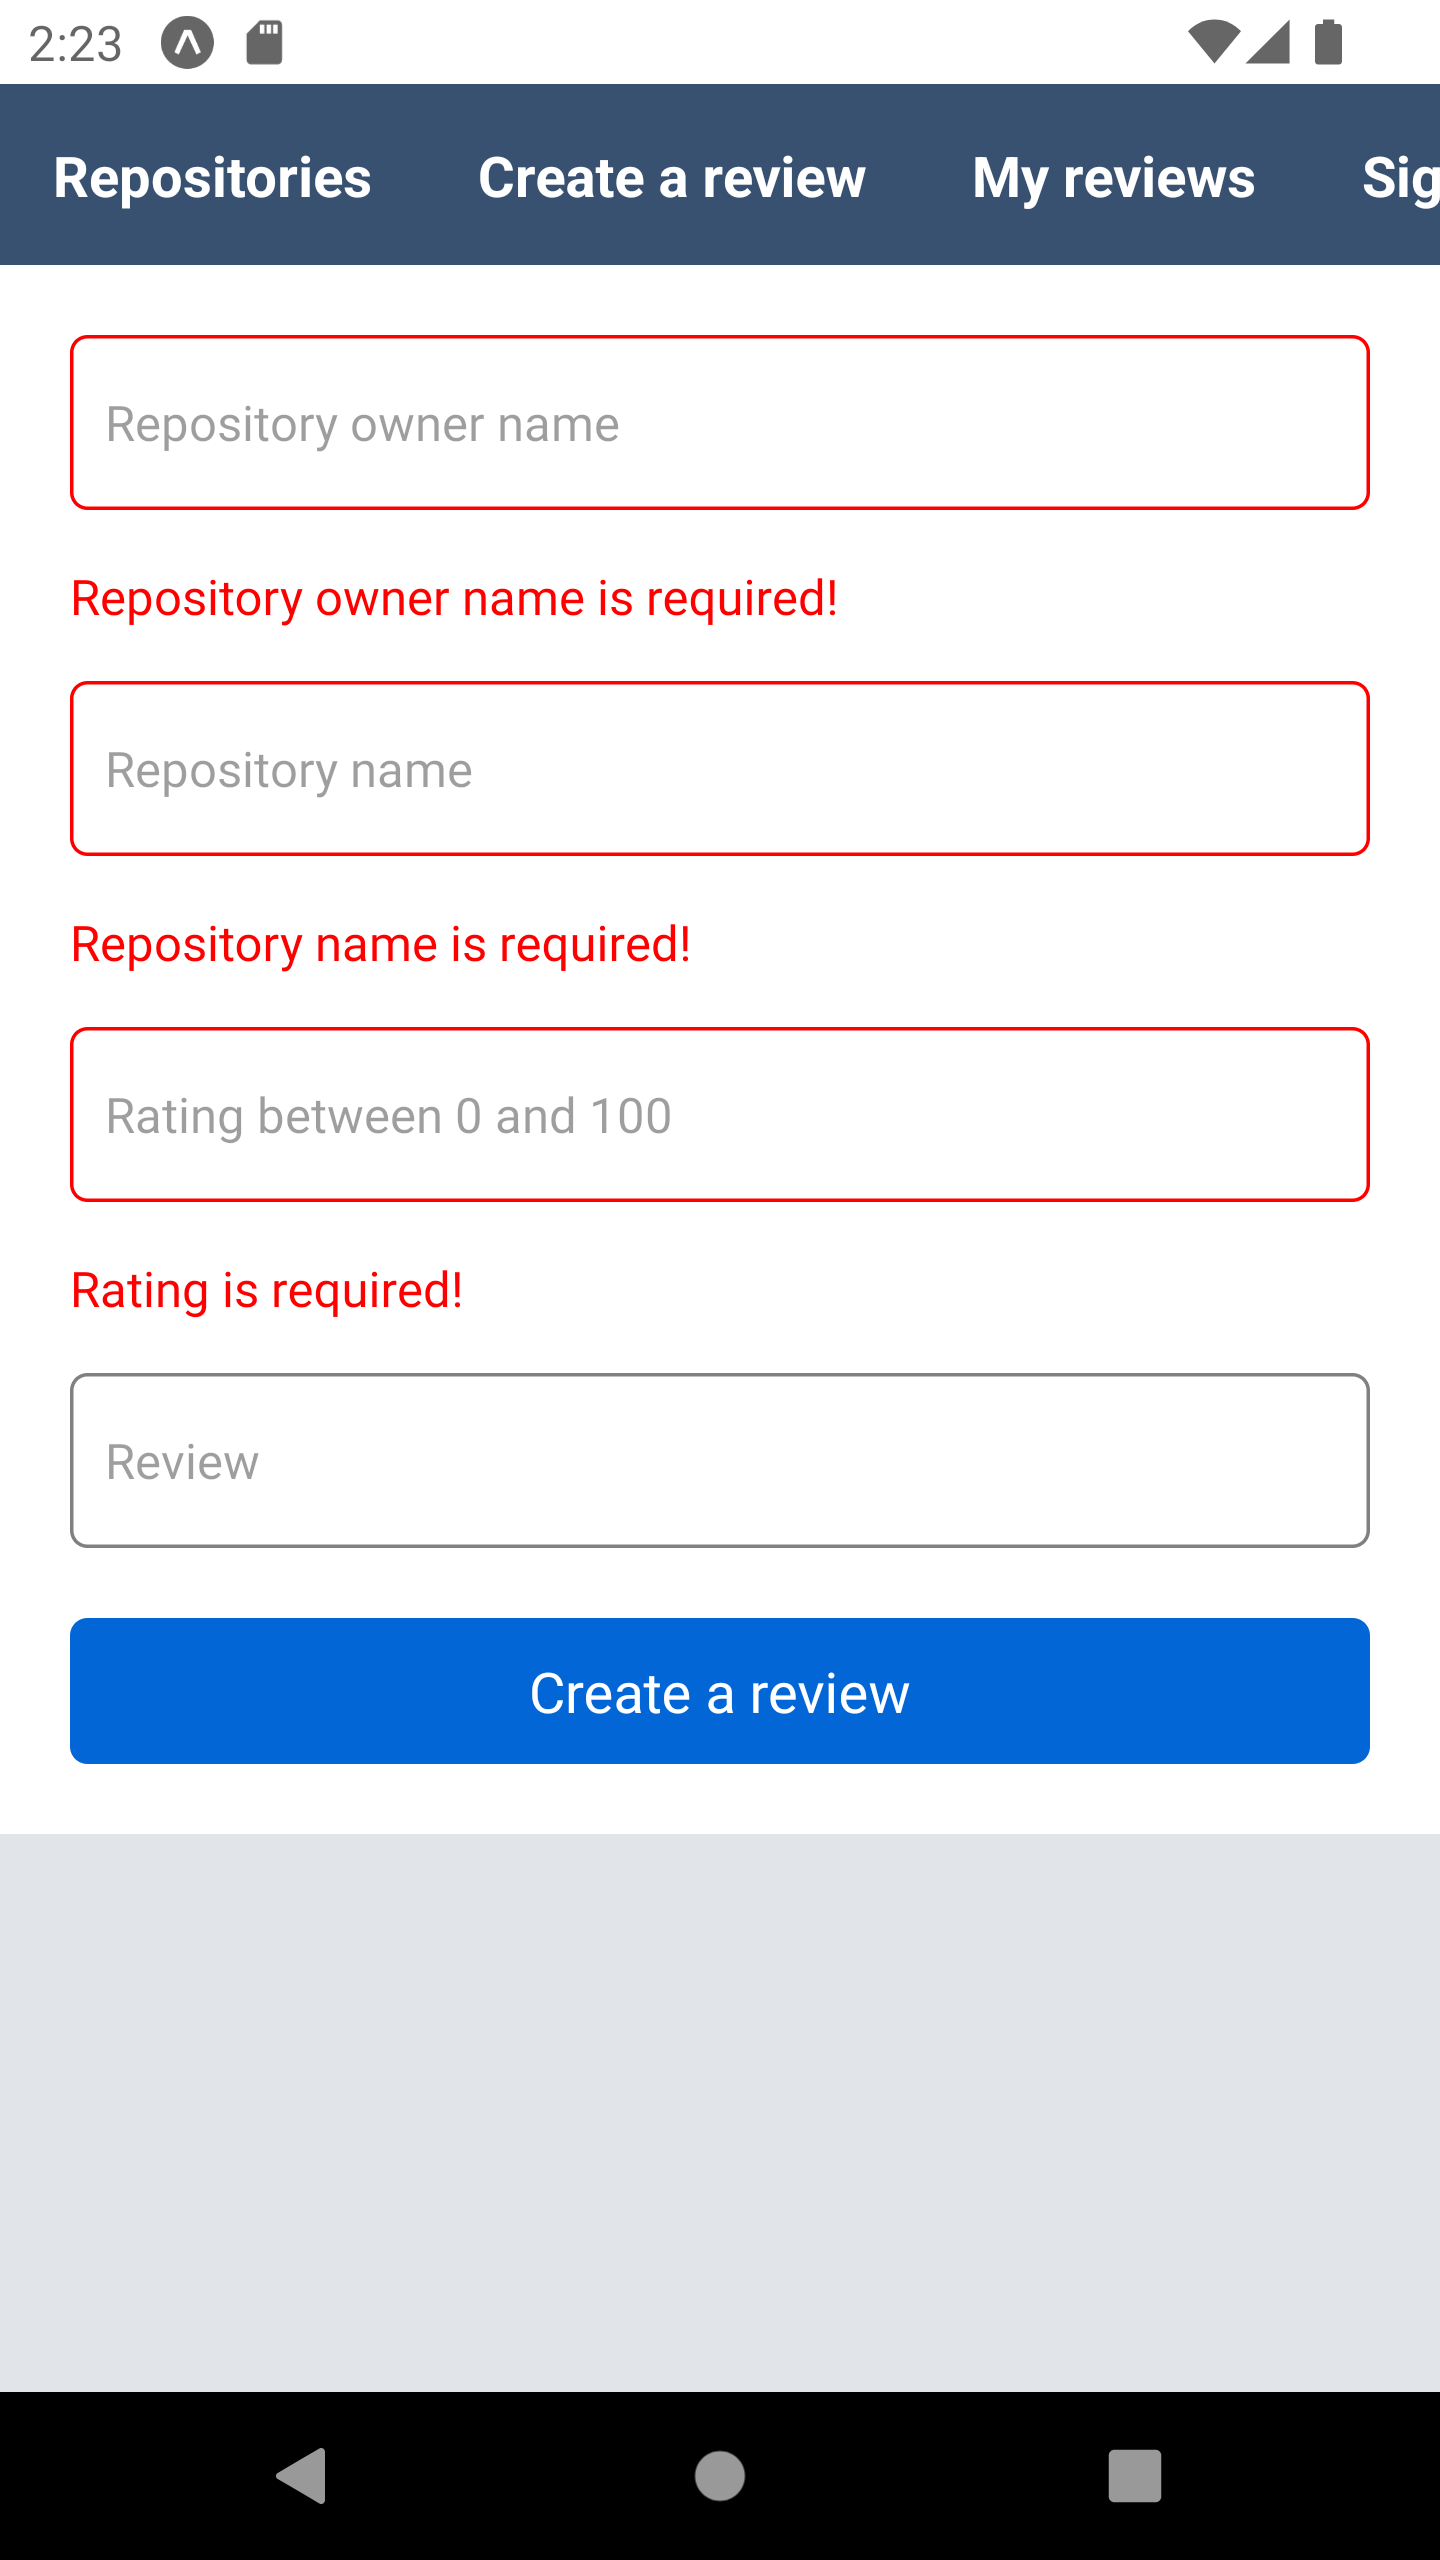 2:23
Repositories Create a review My reviews Sig
Repository owner name
Repository owner name is required!
Repository name
Repository name is required!
Rating between 0 and 100
Rating is required!
Review
Create a review